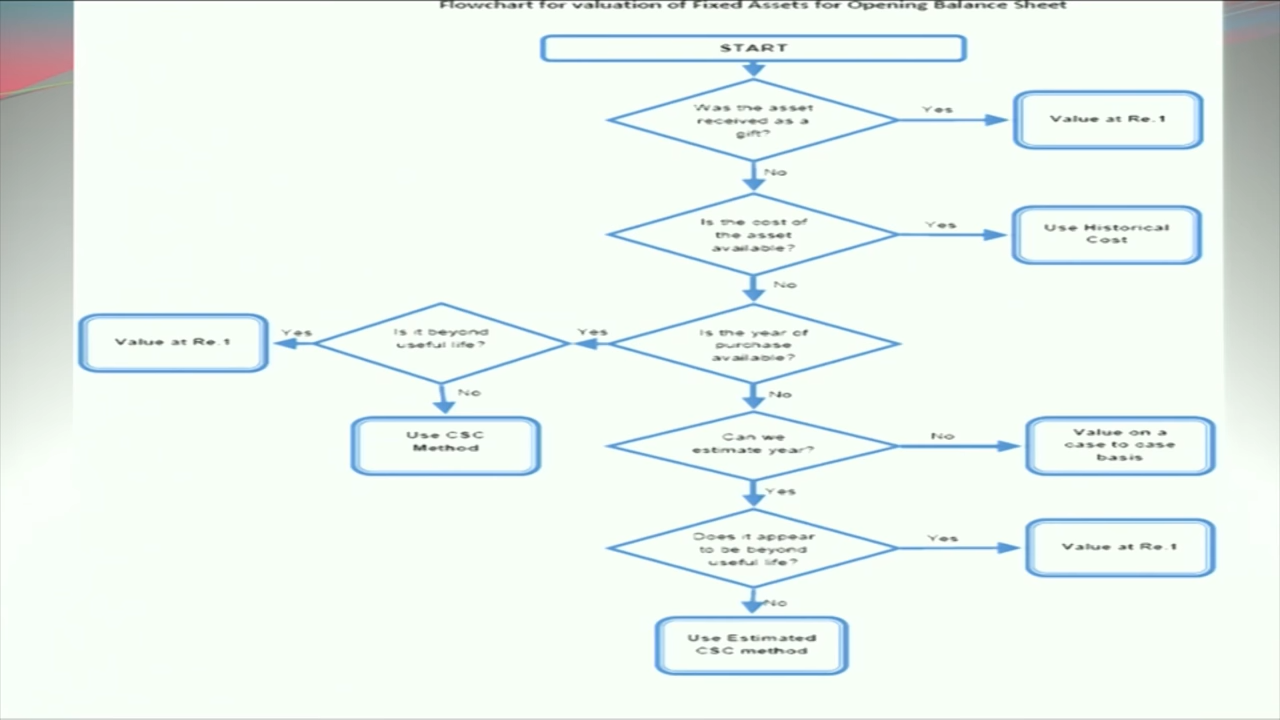 Flowchart for valuation of Fixed Assets for Opening Balance Sheet
START
Was the asset
received as a
gift?
Yes
Value at Re.1
No
Is the cost of
the asset
available?
Yes
Use Historical
Cost
No
Is the year of
purchase
available?
Yes
Is it beyond
useful life?
Yes
Value at Re.1
No
Use CSC
Method
No
Can we
estimate year?
No
Value on a
case to case
basis
Yes
Does it appear
to be beyond
useful life?
Yes
Value at Re.1
No
Use Estimated
CSC method